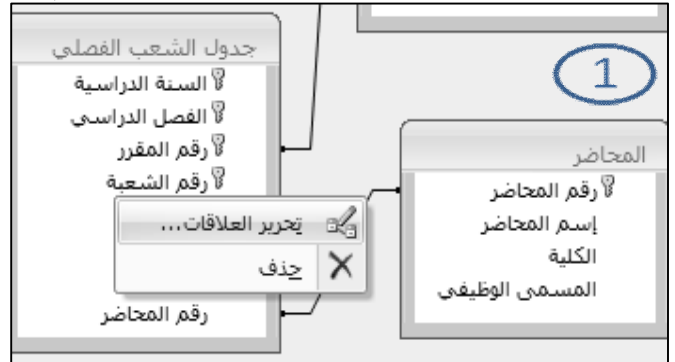 جدول الشعب الفصلي
السنة الدراسية
الفصل الدراسي
رقم المقرر
رقم الشعبة
تحرير العلاقات...
حذف
رقم المحاضر
1
المحاضر
رقم المحاضر
إسم المحاضر
الكلية
المسمى الوظيفي